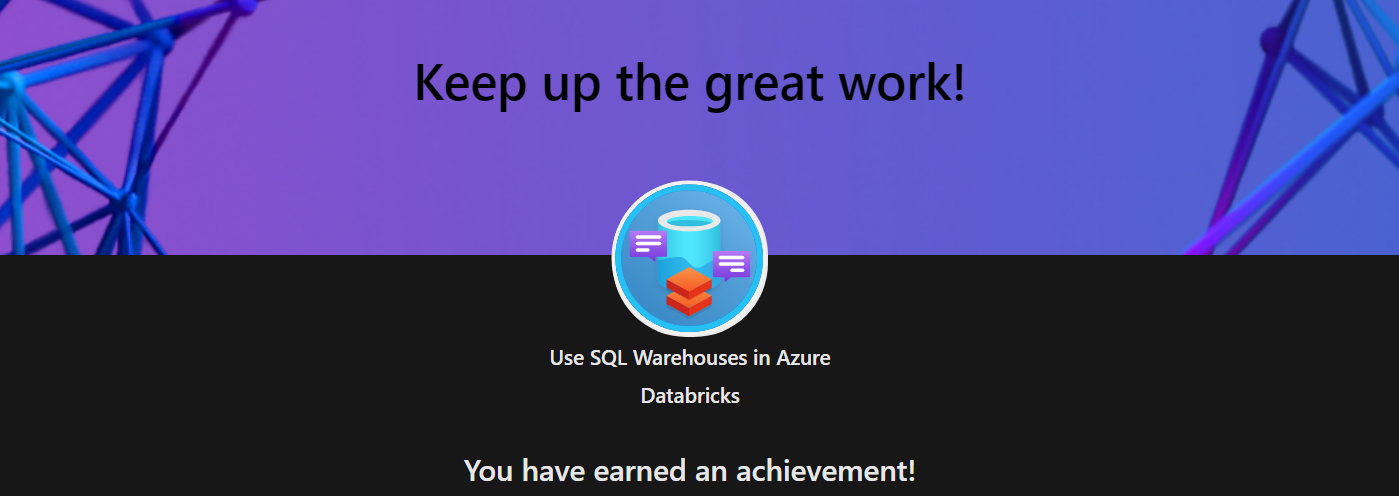 Keep up the great work!
Use SQL Warehouses in Azure
Databricks
You have earned an achievement!